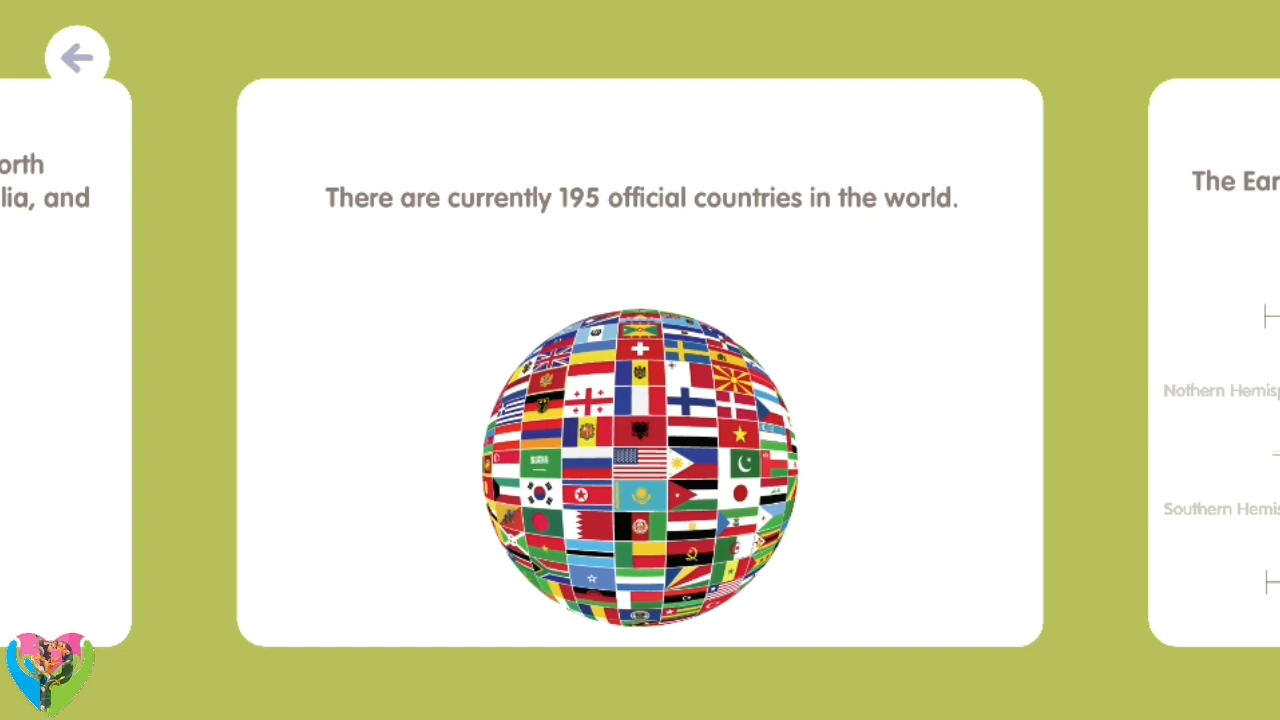 orth
lia, and
There are currently 195 official countries in the world.
The Ear
Nothern Hemisp
Southern Hemis